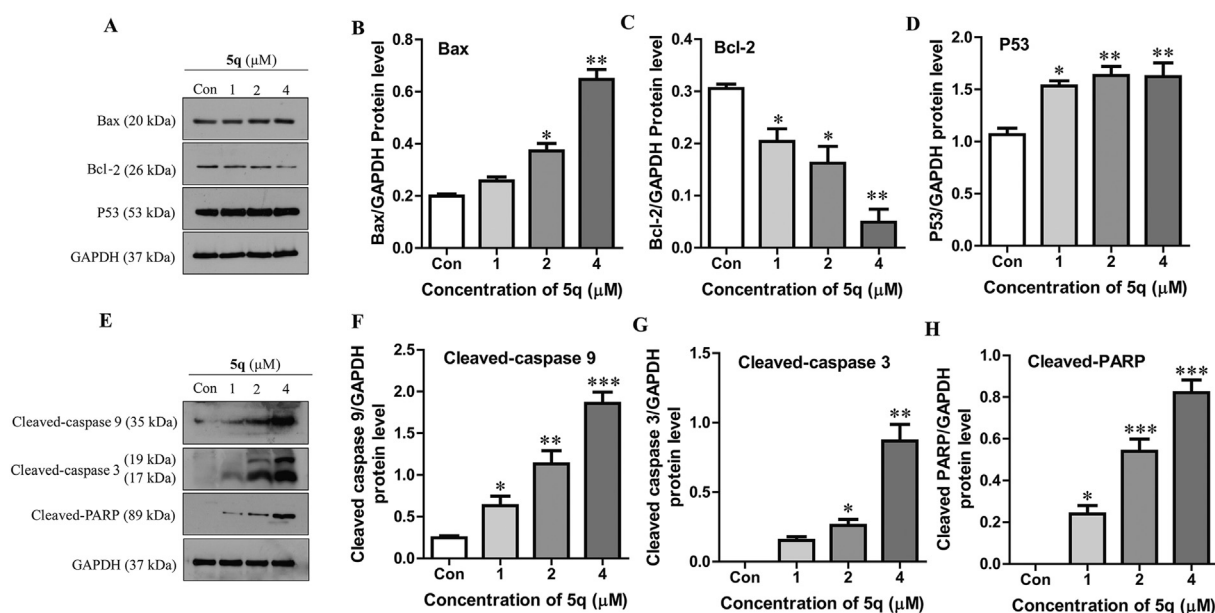 A
5q (μM)
Con 1 2 4
Bax (20 kDa)
Bcl-2 (26 kDa)
P53 (53 kDa)
GAPDH (37 kDa)
B
Bax
Bax/GAPDH Protein level
0.8
0.6
0.4
0.2
0.0
*
**
Con 1 2 4
Concentration of 5q (μM)
C
Bcl-2
Bcl-2/GAPDH Protein level
0.4
0.3
0.2
0.1
0.0
*
*
**
Con 1 2 4
Concentration of 5q (μM)
D
P53
P53/GAPDH protein level
2.0
1.5
1.0
0.5
0.0
*
**
**
Con 1 2 4
Concentration of 5q (μM)
E
5q (μM)
Con 1 2 4
Cleaved-caspase 9 (35 kDa)
Cleaved-caspase 3 (19 kDa)
(17 kDa)
Cleaved-PARP (89 kDa)
GAPDH (37 kDa)
F
Cleaved-caspase 9
Cleaved caspase 9/GAPDH
protein level
2.5
2.0
1.5
1.0
0.5
0.0
*
**
***
Con 1 2 4
Concentration of 5q (μM)
G
Cleaved-caspase 3
Cleaved caspase 3/GAPDH
protein level
1.5
1.0
0.5
0.0
*
**
Con 1 2 4
Concentration of 5q (μM)
H
Cleaved-PARP
Cleaved PARP/GAPDH
protein level
1.0
0.8
0.6
0.4
0.2
0.0
*
***
***
Con 1 2 4
Concentration of 5q (μM)